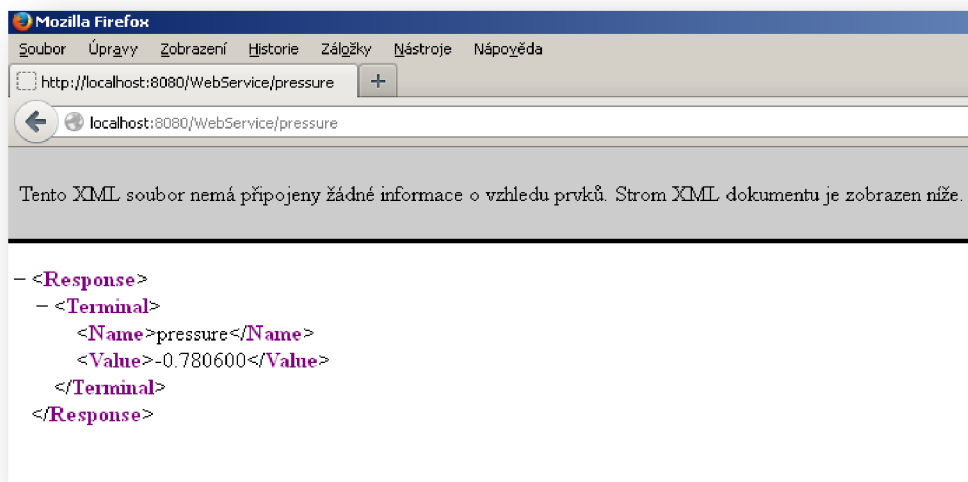 Mozilla Firefox
Soubor Úpravy Zobrazení Historie Záložky Nástroje Nápověda
http://localhost:8080/WebService/pressure +
localhost:8080/WebService/pressure
Tento XML soubor nemá připojeny žádné informace o vzhledu prvků. Strom XML dokumentu je zobrazen níže.
− <Response>
− <Terminal>
<Name>pressure</Name>
<Value>-0.780600</Value>
</Terminal>
</Response>